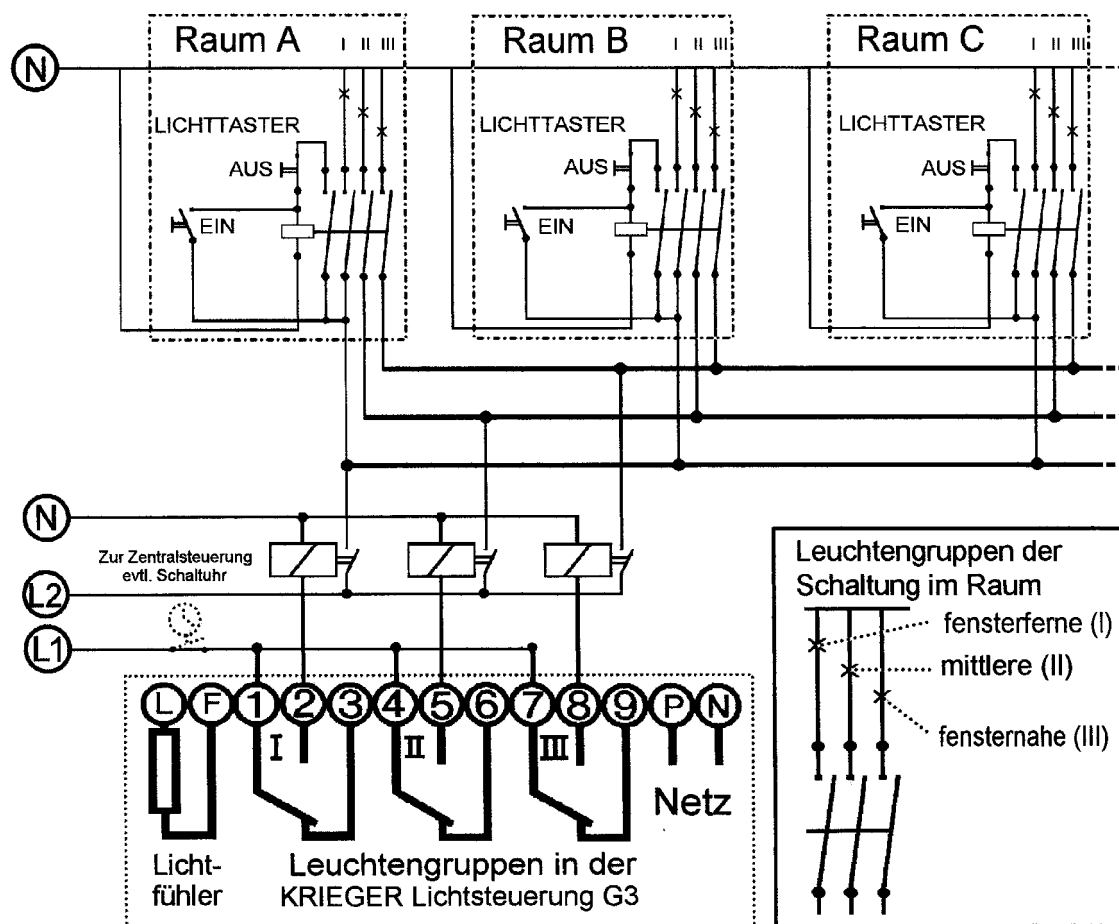 Raum A I II III
Raum B I II III
Raum C I II III
N
LICHTTASTER
LICHTTASTER
LICHTTASTER
AUS
AUS
AUS
EIN
EIN
EIN
N
Zur Zentralsteuerung
evtl. Schaltuhr
L2
L1
L F 1 2 3 4 5 6 7 8 9 P N
I II III
Netz
Licht-
fühler
Leuchtengruppen in der
KRIEGER Lichtsteuerung G3
Leuchtengruppen der
Schaltung im Raum
fensterferne (I)
mittlere (II)
fensternahe (III)